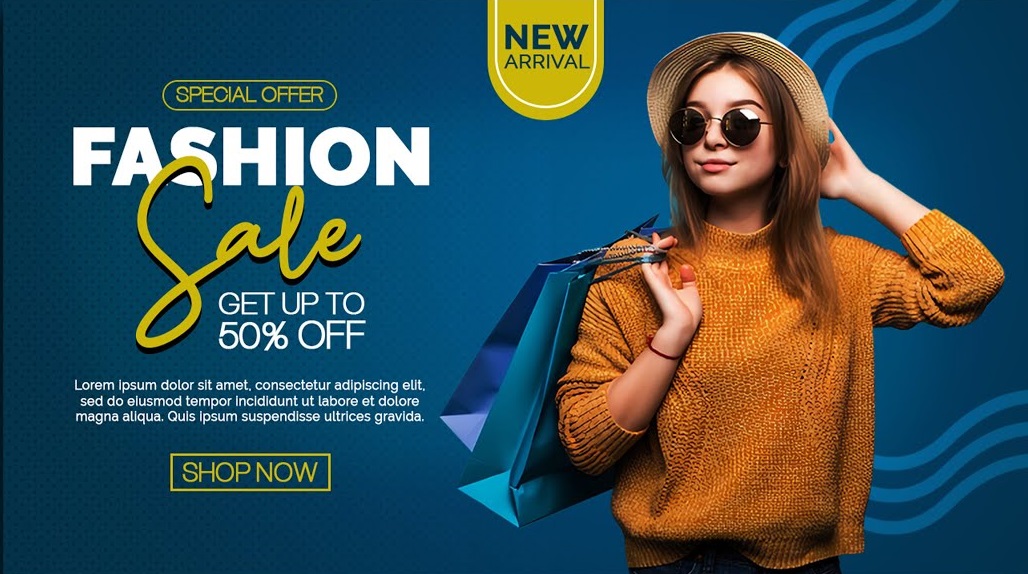 NEW
ARRIVAL
SPECIAL OFFER
FASHION
Sale
GET UP TO
50% OFF
Lorem ipsum dolor sit amet, consectetur adipiscing elit,
sed do eiusmod tempor incididunt ut labore et dolore
magna aliqua. Quis ipsum suspendisse ultrices gravida.
SHOP NOW